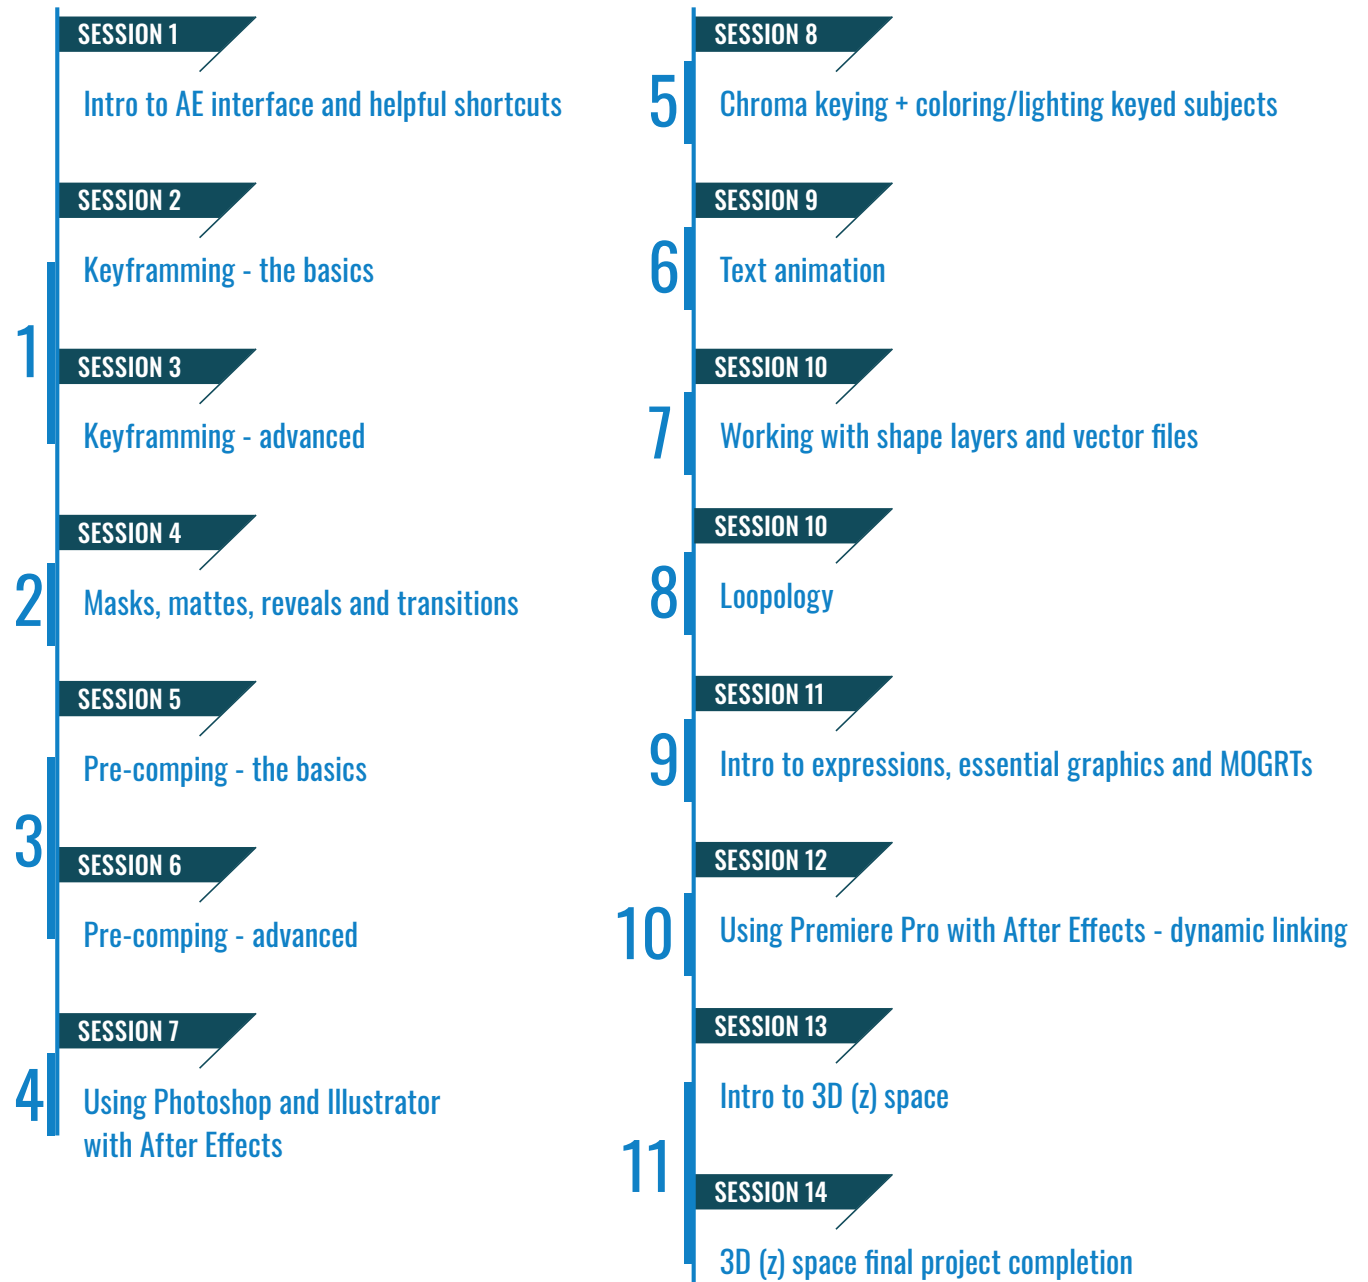 SESSION 1
Intro to AE interface and helpful shortcuts
SESSION 2
Keyframming - the basics
1
SESSION 3
Keyframming - advanced
SESSION 4
2
Masks, mattes, reveals and transitions
SESSION 5
Pre-comping - the basics
3
SESSION 6
Pre-comping - advanced
SESSION 7
4
Using Photoshop and Illustrator
with After Effects
SESSION 8
5
Chroma keying + coloring/lighting keyed subjects
SESSION 9
6
Text animation
SESSION 10
7
Working with shape layers and vector files
SESSION 10
8
Loopology
SESSION 11
9
Intro to expressions, essential graphics and MOGRTs
SESSION 12
10
Using Premiere Pro with After Effects - dynamic linking
SESSION 13
Intro to 3D (z) space
11
SESSION 14
3D (z) space final project completion